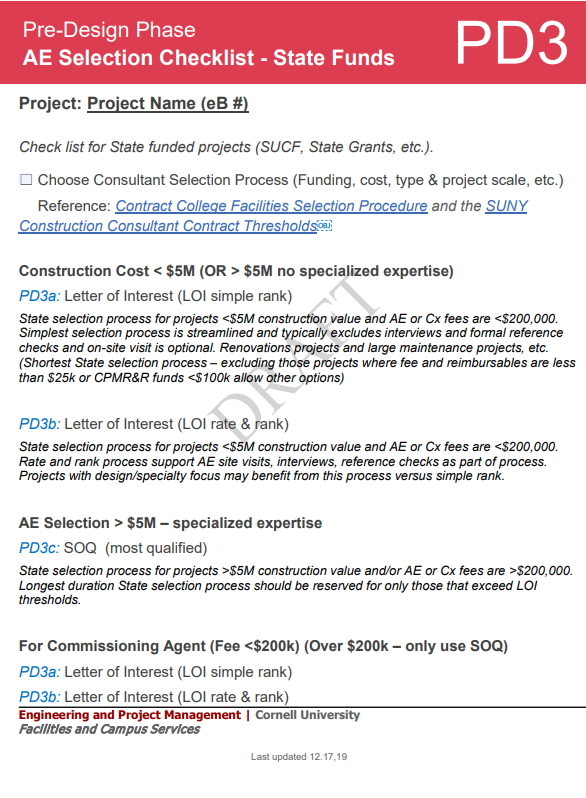 Pre-Design Phase
AE Selection Checklist - State Funds
PD3
Project: Project Name (eB #)
Check list for State funded projects (SUCF, State Grants, etc.).
☐ Choose Consultant Selection Process (Funding, cost, type & project scale, etc.)
Reference: Contract College Facilities Selection Procedure and the SUNY
Construction Consultant Contract Thresholds
Construction Cost < $5M (OR > $5M no specialized expertise)
PD3a: Letter of Interest (LOI simple rank)
State selection process for projects <$5M construction value and AE or Cx fees are <$200,000.
Simplest selection process is streamlined and typically excludes interviews and formal reference
checks and on-site visit is optional. Renovations projects and large maintenance projects, etc.
(Shortest State selection process – excluding those projects where fee and reimbursables are less
than $25k or CPMR&R funds <$100k allow other options)
DRAFT
PD3b: Letter of Interest (LOI rate & rank)
State selection process for projects <$5M construction value and AE or Cx fees are <$200,000.
Rate and rank process support AE site visits, interviews, reference checks as part of process.
Projects with design/specialty focus may benefit from this process versus simple rank.
AE Selection > $5M – specialized expertise
PD3c: SOQ (most qualified)
State selection process for projects >$5M construction value and/or AE or Cx fees are >$200,000.
Longest duration State selection process should be reserved for only those that exceed LOI
thresholds.
For Commissioning Agent (Fee <$200k) (Over $200k – only use SOQ)
PD3a: Letter of Interest (LOI simple rank)
PD3b: Letter of Interest (LOI rate & rank)
Engineering and Project Management | Cornell University
Facilities and Campus Services
Last updated 12.17,19